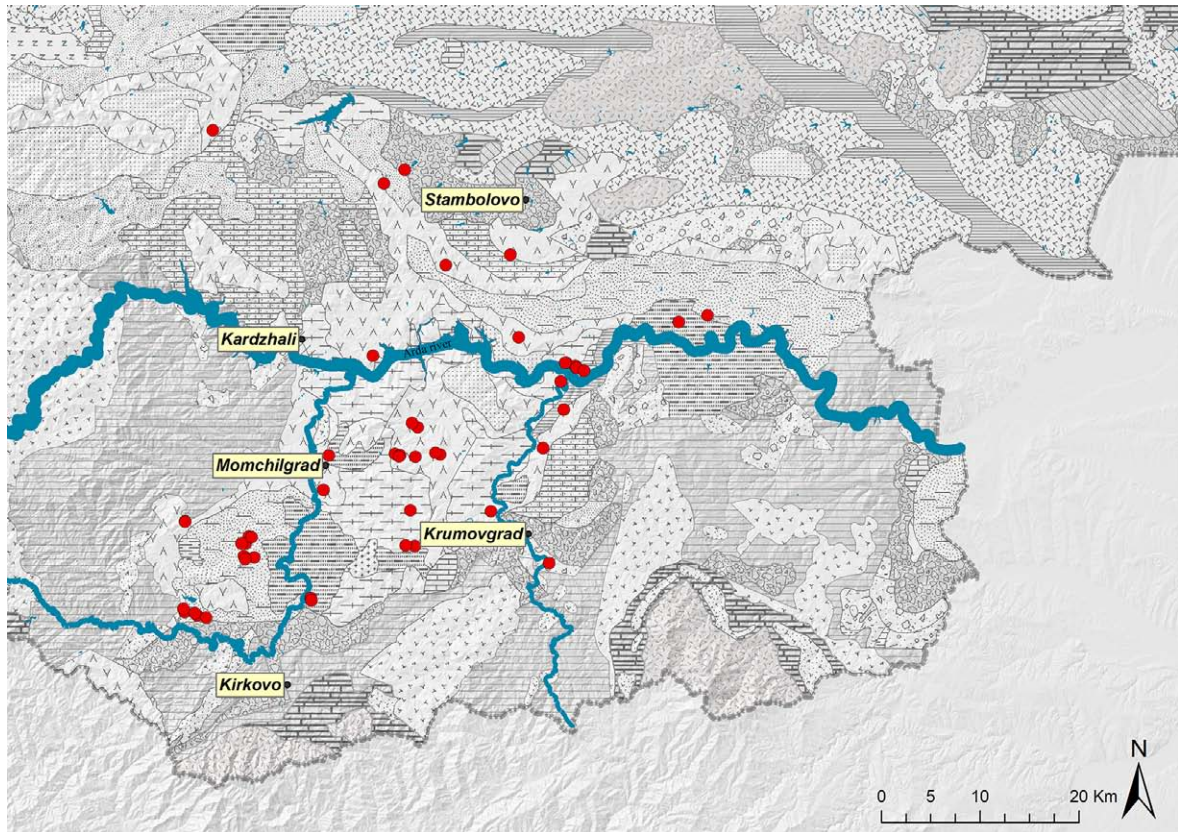 Stambolovo
Kardzhali
Arda river
Momchilgrad
Krumovgrad
Kirkovo
N
0 5 10 20 Km